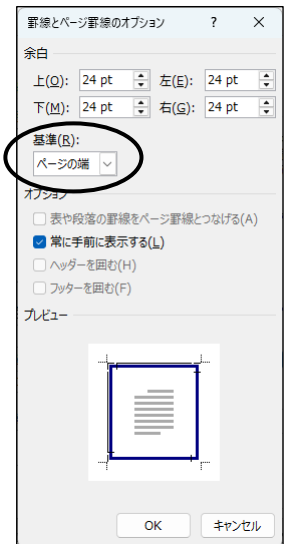 罫線とページ罫線のオプション ? ×
余白
上(O): 24 pt 左(E): 24 pt
下(M): 24 pt 右(G): 24 pt
基準(R):
ページの端
オプション
表や段落の罫線をページ罫線とつなげる(A)
常に手前に表示する(L)
ヘッダーを囲む(H)
フッターを囲む(F)
プレビュー
OK キャンセル